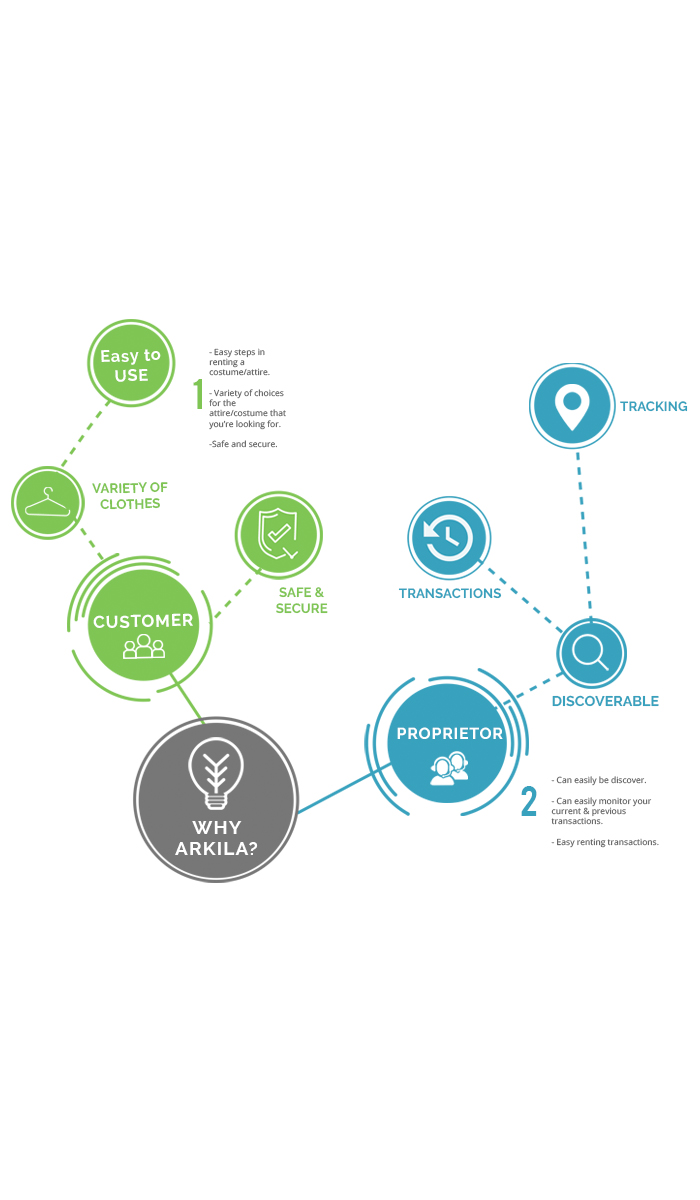 Easy to
USE
1
- Easy steps in
renting a
costume/attire.
- Variety of choices
for the
attire/costume that
you're looking for.
-Safe and secure.
TRACKING
VARIETY OF
CLOTHES
SAFE &
SECURE
TRANSACTIONS
CUSTOMER
DISCOVERABLE
PROPRIETOR
2
- Can easily be discover.
- Can easily monitor your
current & previous
transactions.
- Easy renting transactions.
WHY
ARKILA?